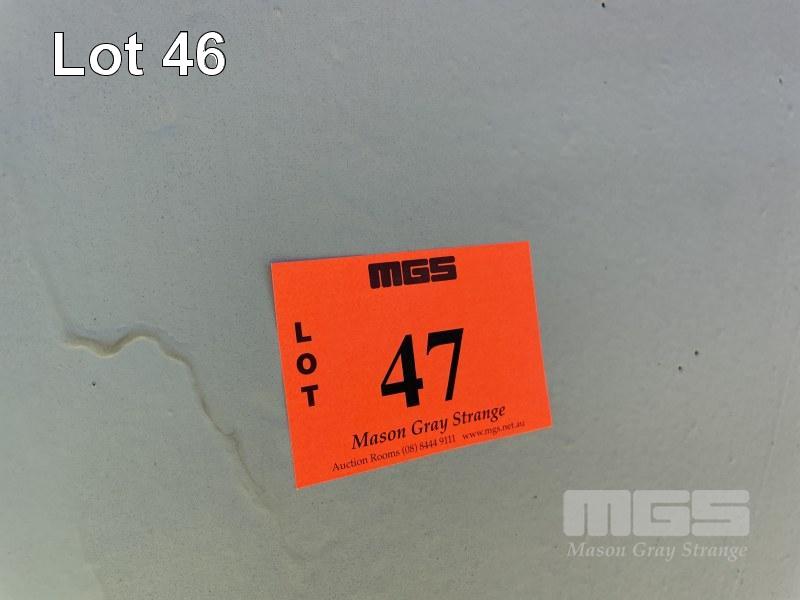 Lot 46
MGS
LOT
47
Mason Gray Strange
Auction Rooms (08) 8444 9111 www.mgs.net.au
MGS
Mason Gray Strange